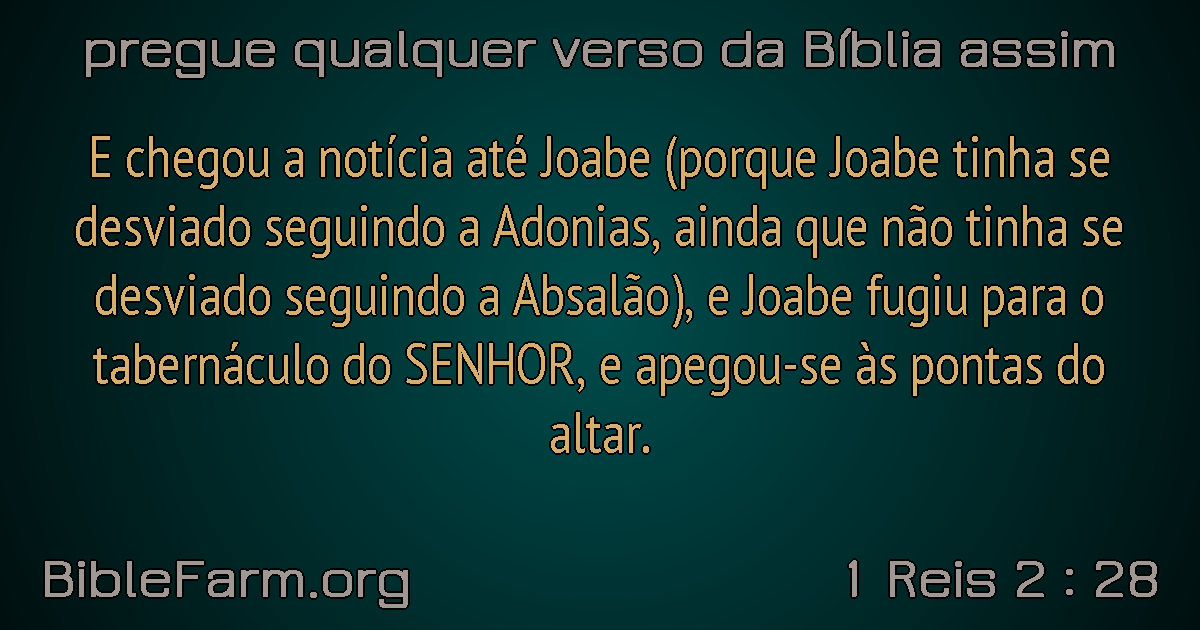 pregue qualquer verso da Bíblia assim
E chegou a notícia até Joabe (porque Joabe tinha se
desviado seguindo a Adonias, ainda que não tinha se
desviado seguindo a Absalão), e Joabe fugiu para o
tabernáculo do SENHOR, e apegou-se às pontas do
altar.
BibleFarm.org
1 Reis 2 : 28